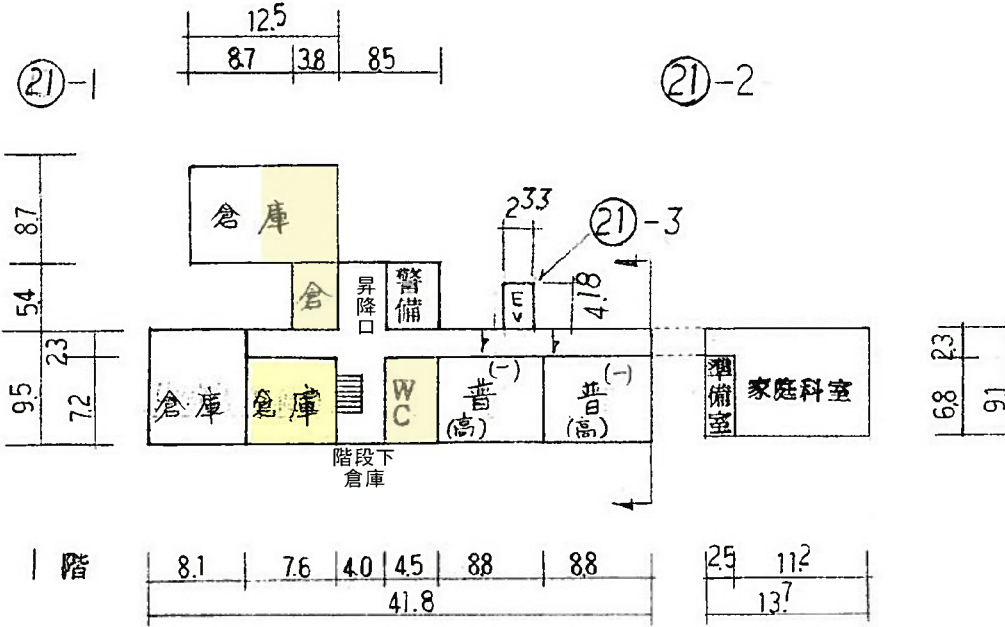 12.5
8.7 3.8 8.5
21-1
21-2
8.7
5.4
9.5
2.3
7.2
倉庫
倉
昇降口
警備
2.33
21-3
EV
4.18
倉庫
倉庫
階段下
倉庫
WC
普(一)
(高)
普(一)
(高)
準備室
家庭科室
2.3
6.8
9.1
1階
8.1 7.6 4.0 4.5 8.8 8.8
41.8
2.5 11.2
13.7